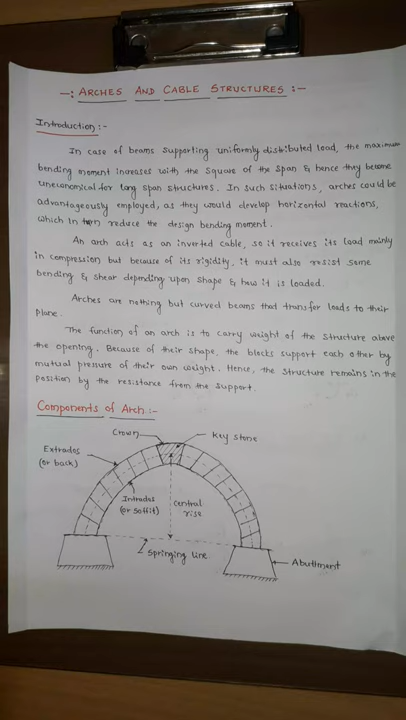 -: ARCHES AND CABLE STRUCTURES :-
Introduction :-
In case of beams supporting uniformly distributed load, the maximum
bending moment increases with the square of the span & hence they become
uneconomical for long span structures. In such situations, arches could be
advantageously employed, as they would develop horizontal reactions,
which in turn reduce the design bending moment.
An arch acts as an inverted cable, so it receives its load mainly
in compression but because of its rigidity, it must also resist some
bending & shear depending upon shape & how it is loaded.
Arches are nothing but curved beams that transfer loads to their
plane.
The function of an arch is to carry weight of the structure above
the opening. Because of their shape, the blocks support each other by
mutual pressure of their own weight. Hence, the structure remains in the
position by the resistance from the support.
Components of Arch :-
Crown
Key stone
Extrados
(or back)
Intrados
(or soffit)
Central
rise
Springing line
Abutment